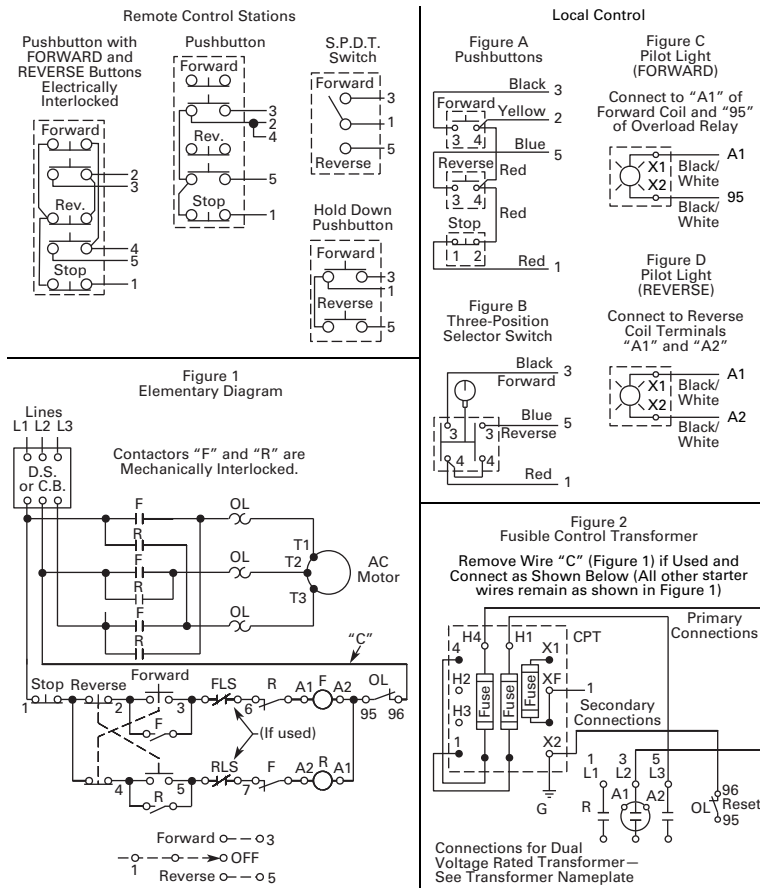 Remote Control Stations
Pushbutton with
FORWARD and
REVERSE Buttons
Electrically
Interlocked
Forward
2
3
Rev.
4
5
Stop
1
Pushbutton
Forward
3
2
4
Rev.
5
Stop
1
S.P.D.T.
Switch
Forward
3
1
5
Reverse
Hold Down
Pushbutton
Forward
3
1
Reverse
5
Local Control
Figure A
Pushbuttons
Black 3
Forward
Yellow 2
3 4
Blue 5
Reverse
Red
3 4
Red
Stop
1 2
Red 1
Figure B
Three-Position
Selector Switch
Black 3
Forward
Blue 5
3 3 Reverse
4 4
Red 1
Figure C
Pilot Light
(FORWARD)
Connect to “A1” of
Forward Coil and “95”
of Overload Relay
A1
X1 Black/
White
X2
95
Black/
White
Figure D
Pilot Light
(REVERSE)
Connect to Reverse
Coil Terminals
“A1” and “A2”
A1
X1 Black/
White
X2
A2
Black/
White
Figure 1
Elementary Diagram
Lines
L1 L2 L3
Contactors “F” and “R” are
Mechanically Interlocked.
D.S.
or C.B.
F OL
R
T1
F OL
T2
AC
Motor
R
T3
F OL
R
“C”
Stop Reverse Forward FLS R A1 F A2 OL
1 2 3 6 95 96
F
(If used)
RLS F A2 R A1
4 5 7
R
Forward 3
1 OFF
Reverse 5
Figure 2
Fusible Control Transformer
Remove Wire “C” (Figure 1) if Used and
Connect as Shown Below (All other starter
wires remain as shown in Figure 1)
Primary
Connections
H4 H1 CPT
4 X1
H2 XF
Fuse Fuse Fuse
1
H3
Secondary
Connections
1 X2
G
1 3 5
L1 L2 L3
R A1 A2
96
OL Reset
95
Connections for Dual
Voltage Rated Transformer—
See Transformer Nameplate